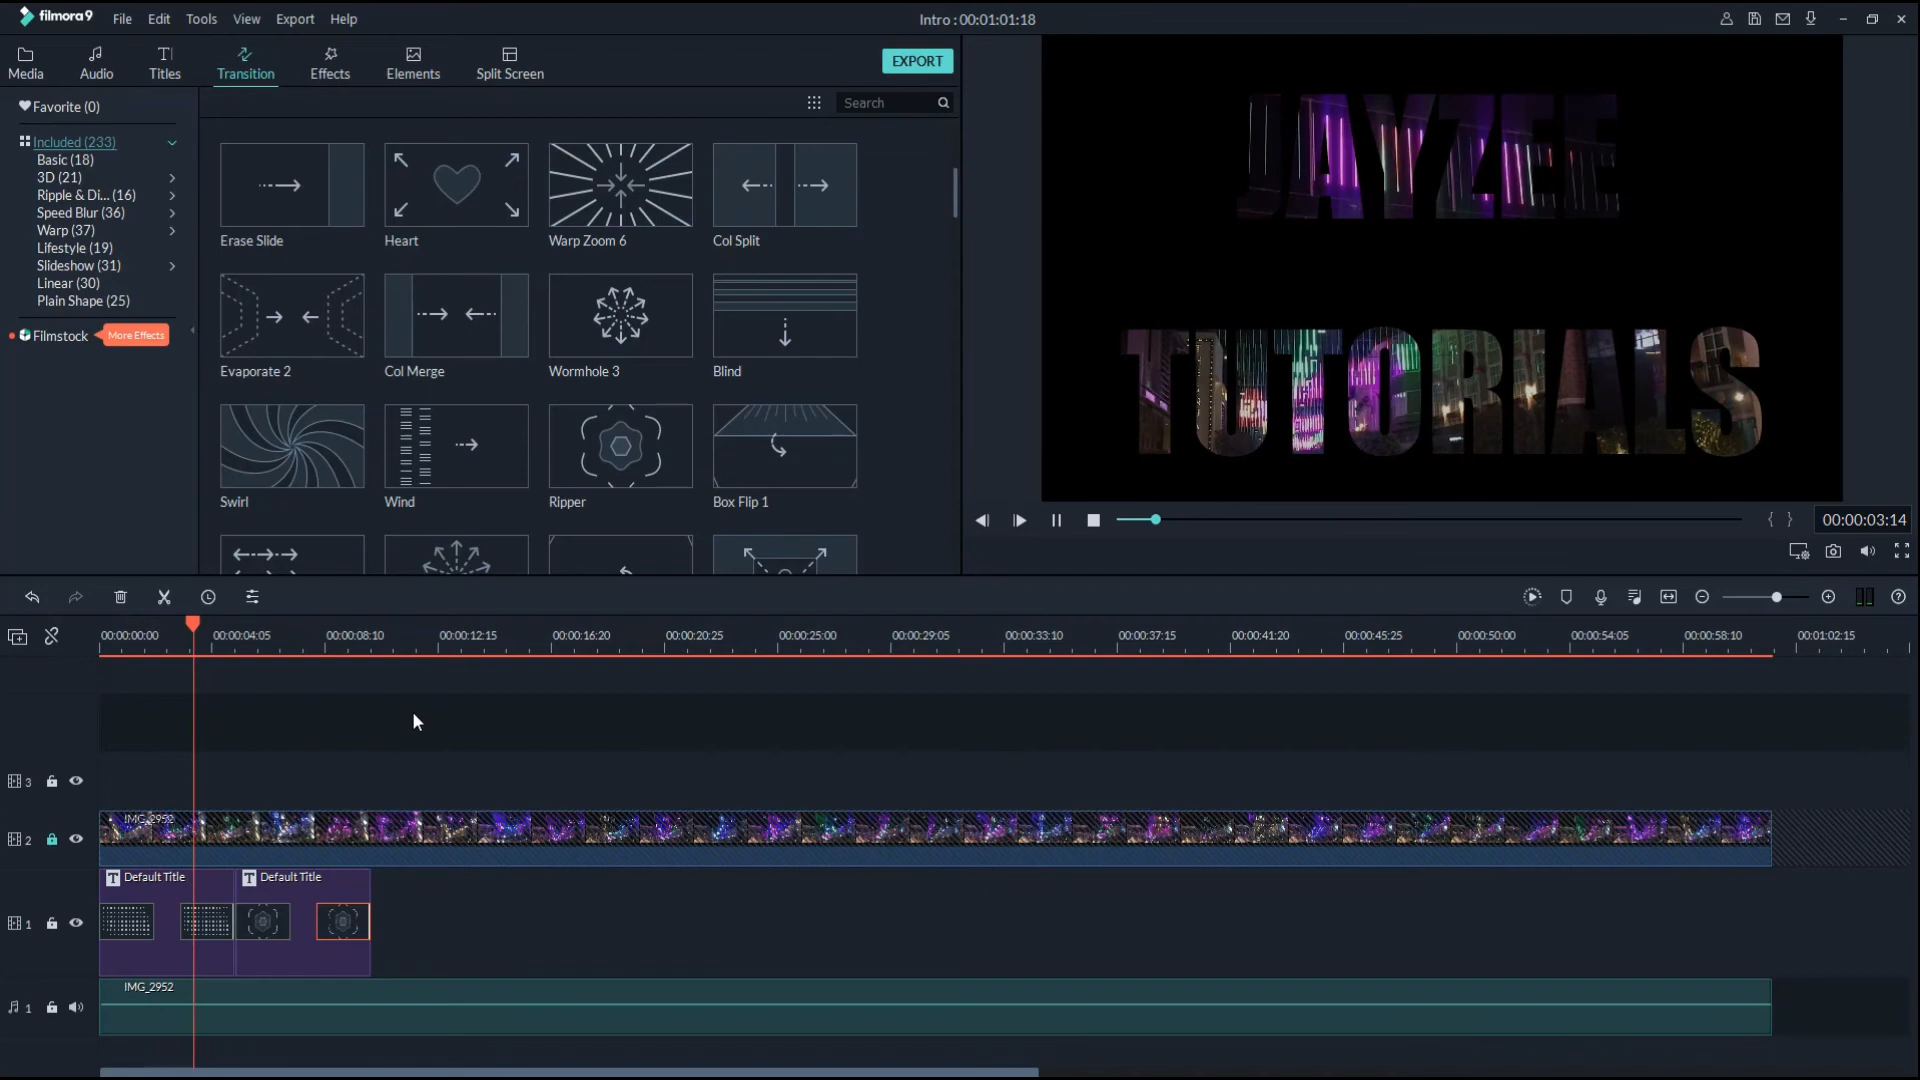 filmora9 File Edit Tools View Export Help Intro : 00:01:01:18
Media Audio Titles Transition Effects Elements Split Screen EXPORT
Favorite (0)
Search
Included (233)
Basic (18)
3D (21)
Ripple & Di... (16)
Speed Blur (36)
Warp (37)
Lifestyle (19)
Slideshow (31)
Linear (30)
Plain Shape (25)
Filmstock More Effects
Erase Slide Heart Warp Zoom 6 Col Split
Evaporate 2 Col Merge Wormhole 3 Blind
Swirl Wind Ripper Box Flip 1
JAYZEE
TUTORIALS
{ } 00:00:03:14
00:00:00:00 00:00:04:05 00:00:08:10 00:00:12:15 00:00:16:20 00:00:20:25 00:00:25:00 00:00:29:05 00:00:33:10 00:00:37:15 00:00:41:20 00:00:45:25 00:00:50:00 00:00:54:05 00:00:58:10 00:01:02:15
3
IMG_2952
2
T Default Title T Default Title
1
IMG_2952
1